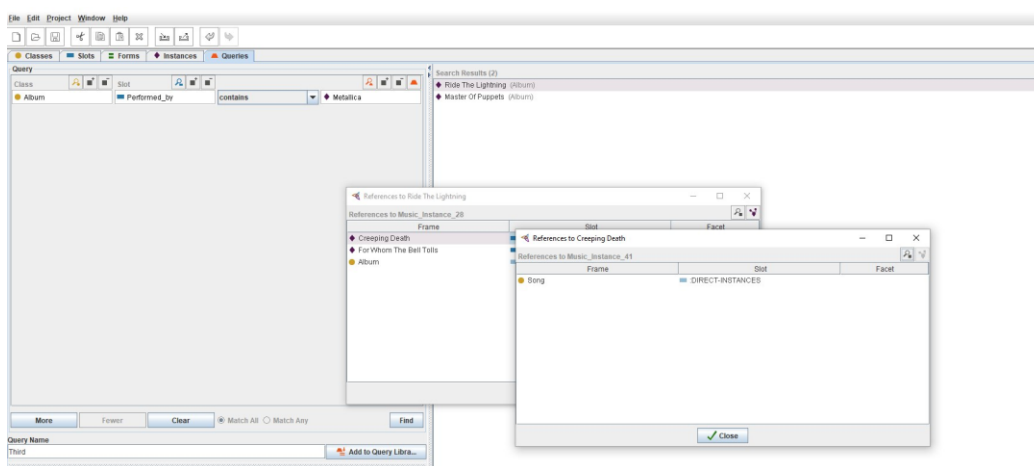 File Edit Project Window Help
Classes Slots Forms Instances Queries
Query
Class Slot
Album Performed_by contains Metallica
More Fewer Clear Match All Match Any Find
Query Name
Third Add to Query Libra...
Search Results (2)
Ride The Lightning (Album)
Master Of Puppets (Album)
References to Ride The Lightning
References to Music_Instance_20
Frame Slot Facet
Creeping Death
For Whom The Bell Tolls
Album
References to Creeping Death
References to Music_Instance_41
Frame Slot Facet
Song :DIRECT-INSTANCES
Close